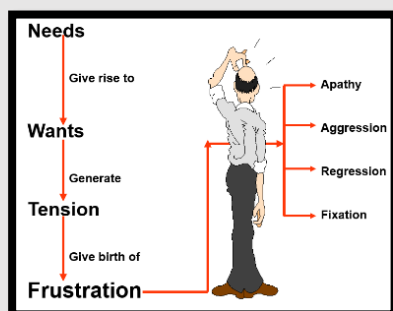 Needs
Give rise to
Wants
Generate
Tension
Give birth of
Frustration
Apathy
Aggression
Regression
Fixation